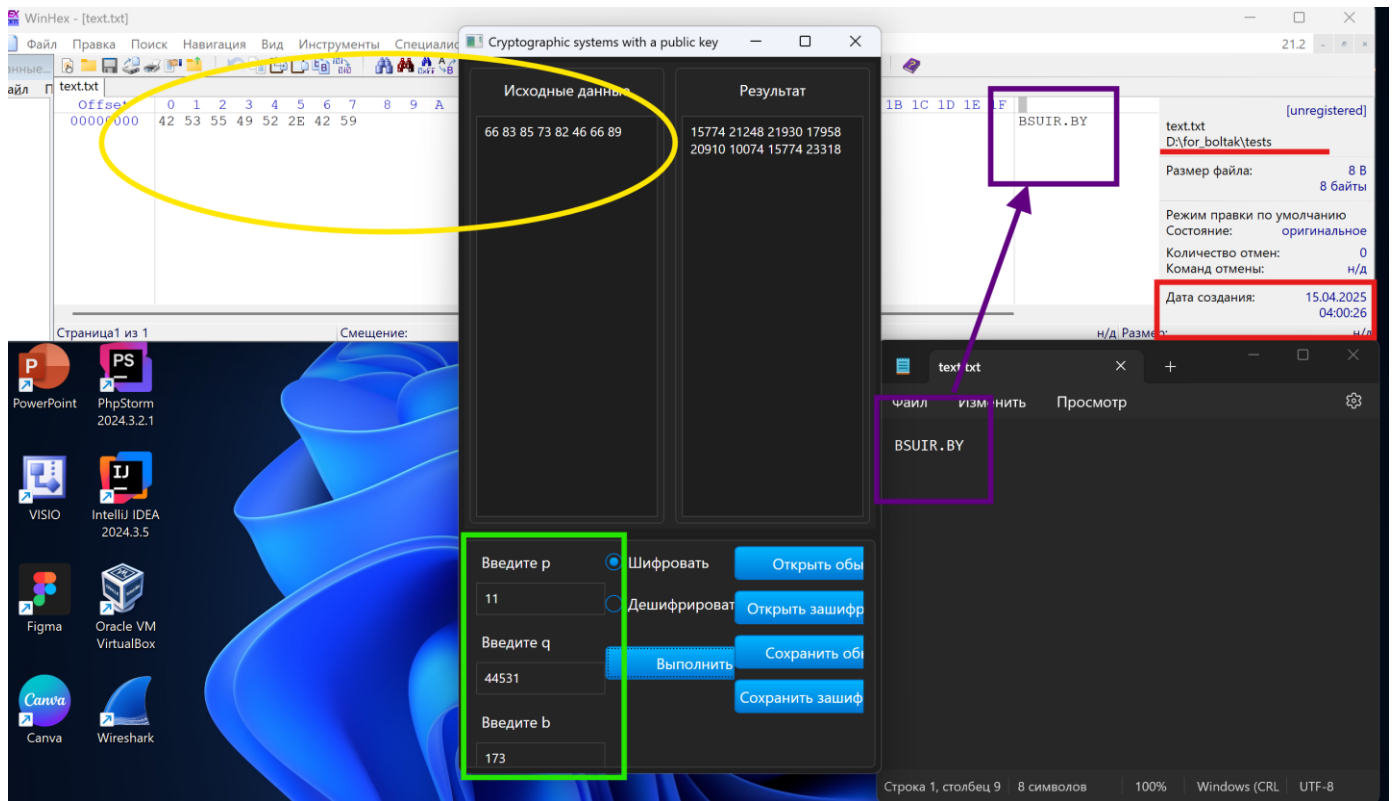 WinHex - [text.txt]
Файл Правка Поиск Навигация Вид Инструменты Специалис
21.2
text.txt
Offset 0 1 2 3 4 5 6 7 8 9 A
1B 1C 1D 1E 1F
00000000 42 53 55 49 52 2E 42 59
BSUIR.BY
[unregistered]
text.txt
D:\for_boltak\tests
Размер файла: 8 B
8 байты
Режим правки по умолчанию
Состояние: оригинальное
Количество отмен: 0
Команд отмены: н/д
Дата создания: 15.04.2025
04:00:26
Страница1 из 1
Смещение:
н/д Размер: н/д
Cryptographic systems with a public key
Исходные данные
Результат
66 83 85 73 82 46 66 89
15774 21248 21930 17958
20910 10074 15774 23318
Введите p
11
Введите q
44531
Введите b
173
Шифровать
Дешифрироват
Выполнить
Открыть обы
Открыть зашифр
Сохранить обы
Сохранить зашиф
PowerPoint
PhpStorm
2024.3.2.1
VISIO
IntelliJ IDEA
2024.3.5
Figma
Oracle VM
VirtualBox
Canva
Canva
Wireshark
text.txt
Файл Изменить Просмотр
BSUIR.BY
Строка 1, столбец 9 8 символов 100% Windows (CRL UTF-8